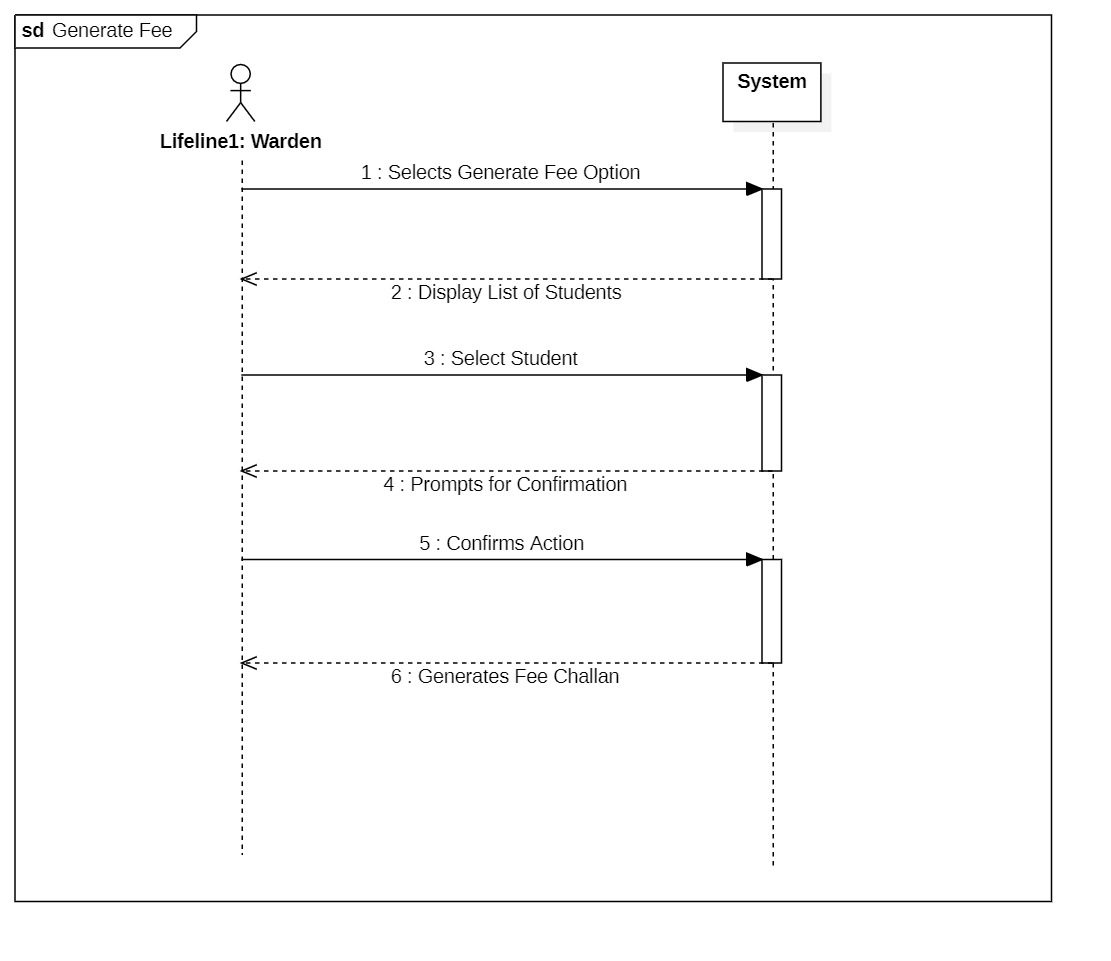 sd Generate Fee
System
Lifeline1: Warden
1 : Selects Generate Fee Option
2 : Display List of Students
3 : Select Student
4 : Prompts for Confirmation
5 : Confirms Action
6 : Generates Fee Challan